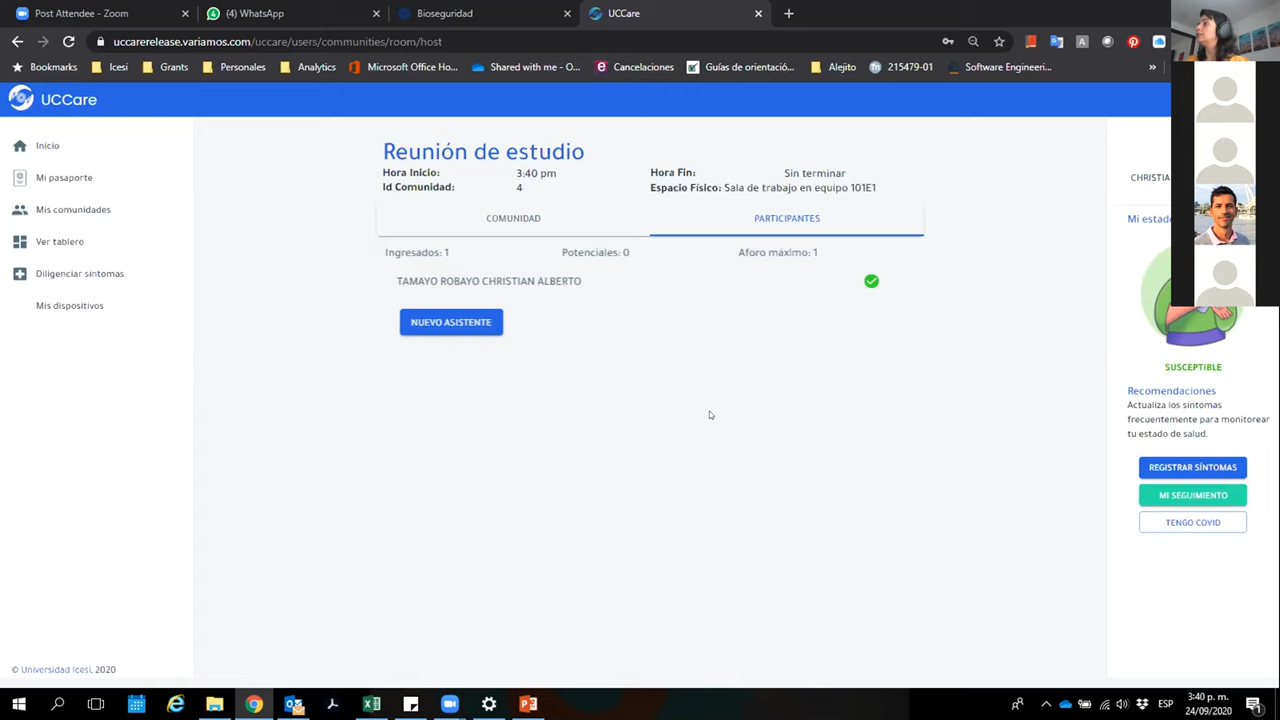 Post Attendee - Zoom
(4) WhatsApp
Bioseguridad
UCCare
uccarerelease.variamos.com/uccare/users/communities/room/host
Bookmarks
Icesi
Grants
Personales
Analytics
Microsoft Office Ho...
Shared with me - O...
Cancelaciones
Guías de orientació...
Alejito
215479-01
Software Engineeri...
UCCare
Inicio
Mi pasaporte
Mis comunidades
Ver tablero
Diligenciar síntomas
Mis dispositivos
© Universidad Icesi, 2020
Reunión de estudio
Hora Inicio: 3:40 pm
Hora Fin: Sin terminar
Id Comunidad: 4
Espacio Físico: Sala de trabajo en equipo 101E1
COMUNIDAD
PARTICIPANTES
Ingresados: 1
Potenciales: 0
Aforo máximo: 1
TAMAYO ROBAYO CHRISTIAN ALBERTO
NUEVO ASISTENTE
CHRISTIA
Mi estad
SUSCEPTIBLE
Recomendaciones
Actualiza los síntomas
frecuentemente para monitorear
tu estado de salud.
REGISTRAR SÍNTOMAS
MI SEGUIMIENTO
TENGO COVID
ESP
3:40 p. m.
24/09/2020
1